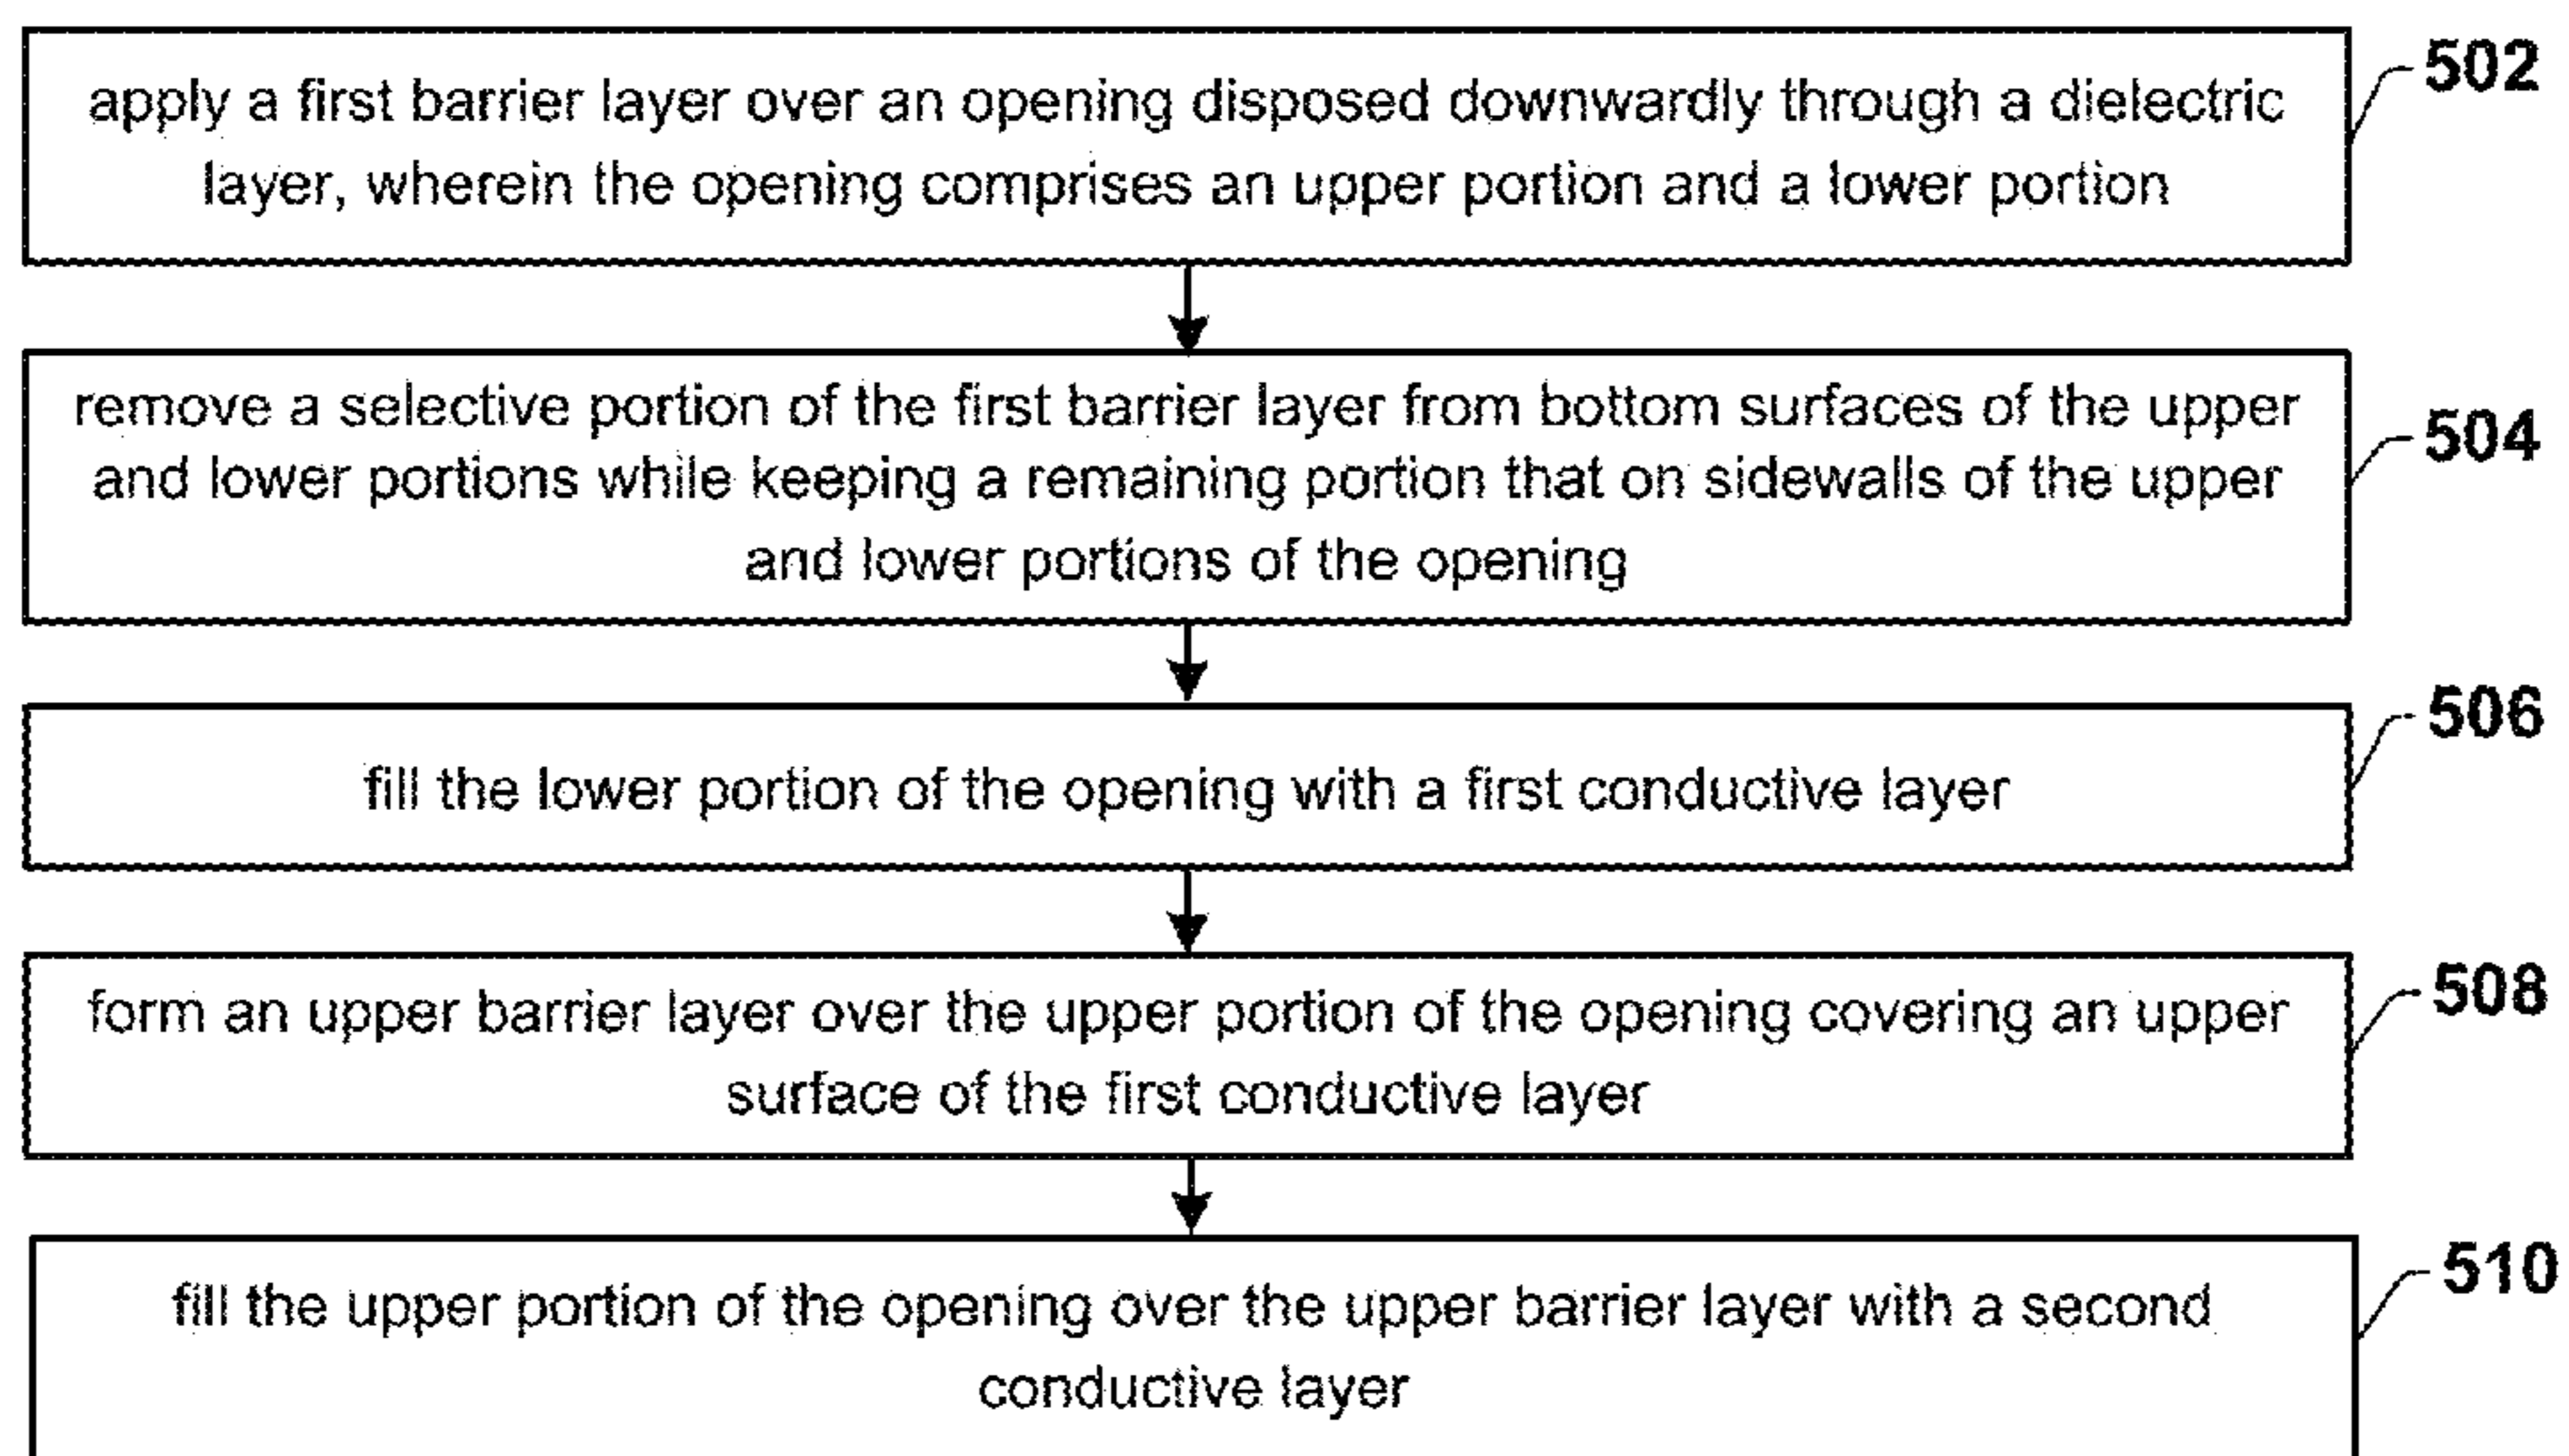 apply a first barrier layer over an opening disposed downwardly through a dielectric
layer, wherein the opening comprises an upper portion and a lower portion
502
remove a selective portion of the first barrier layer from bottom surfaces of the upper
and lower portions while keeping a remaining portion that on sidewalls of the upper
and lower portions of the opening
504
fill the lower portion of the opening with a first conductive layer
506
form an upper barrier layer over the upper portion of the opening covering an upper
surface of the first conductive layer
508
fill the upper portion of the opening over the upper barrier layer with a second
conductive layer
510